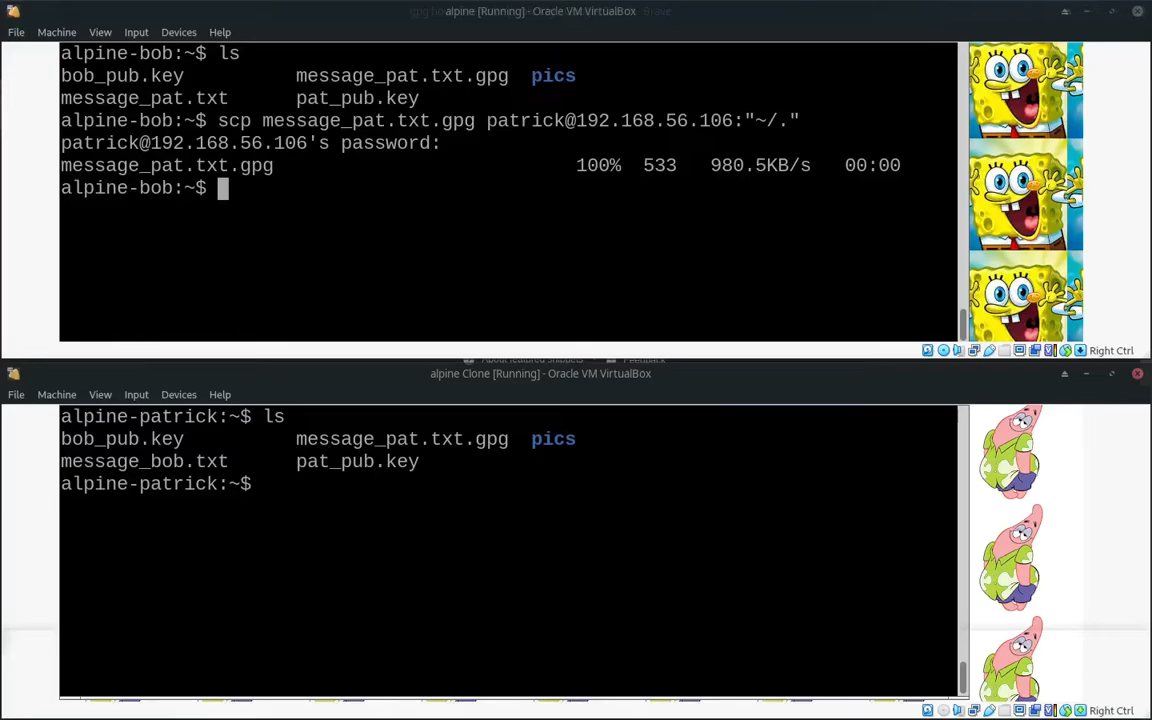 alpine [Running] - Oracle VM VirtualBox
File Machine View Input Devices Help
alpine-bob:~$ ls
bob_pub.key message_pat.txt.gpg pics
message_pat.txt pat_pub.key
alpine-bob:~$ scp message_pat.txt.gpg patrick@192.168.56.106:"~/."
patrick@192.168.56.106's password:
message_pat.txt.gpg 100% 533 980.5KB/s 00:00
alpine-bob:~$
Right Ctrl
About featured snippets Feedback
alpine Clone [Running] - Oracle VM VirtualBox
File Machine View Input Devices Help
alpine-patrick:~$ ls
bob_pub.key message_pat.txt.gpg pics
message_bob.txt pat_pub.key
alpine-patrick:~$
Right Ctrl